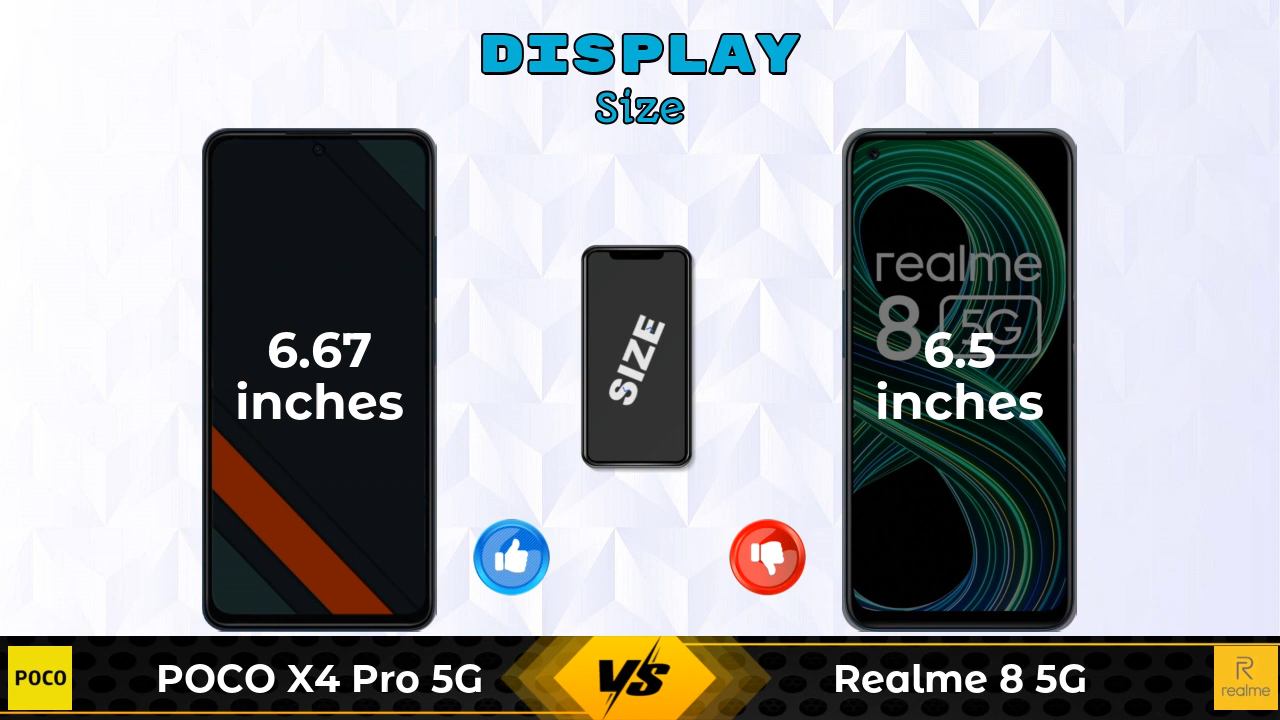 DISPLAY
Size
6.67
inches
SIZE
realme
8 5G
6.5
inches
POCO
POCO X4 Pro 5G
VS
Realme 8 5G
R
realme